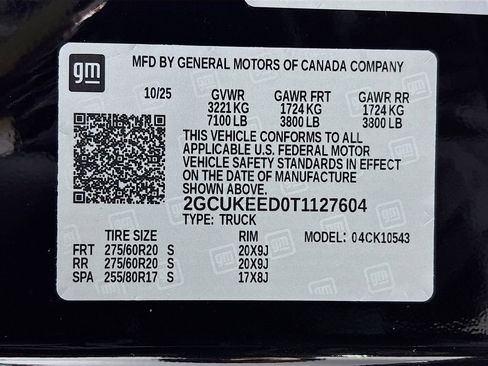 gm MFD BY GENERAL MOTORS OF CANADA COMPANY
10/25 GVWR GAWR FRT GAWR RR
3221 KG 1724 KG 1724 KG
7100 LB 3800 LB 3800 LB
THIS VEHICLE CONFORMS TO ALL
APPLICABLE U.S. FEDERAL MOTOR
VEHICLE SAFETY STANDARDS IN EFFECT
ON THE DATE OF MANUFACTURE
SHOWN ABOVE
2GCUKEED0T1127604
TYPE: TRUCK
TIRE SIZE RIM MODEL: 04CK10543
FRT 275/60R20 S 20X9J
RR 275/60R20 S 20X9J
SPA 255/80R17 S 17X8J